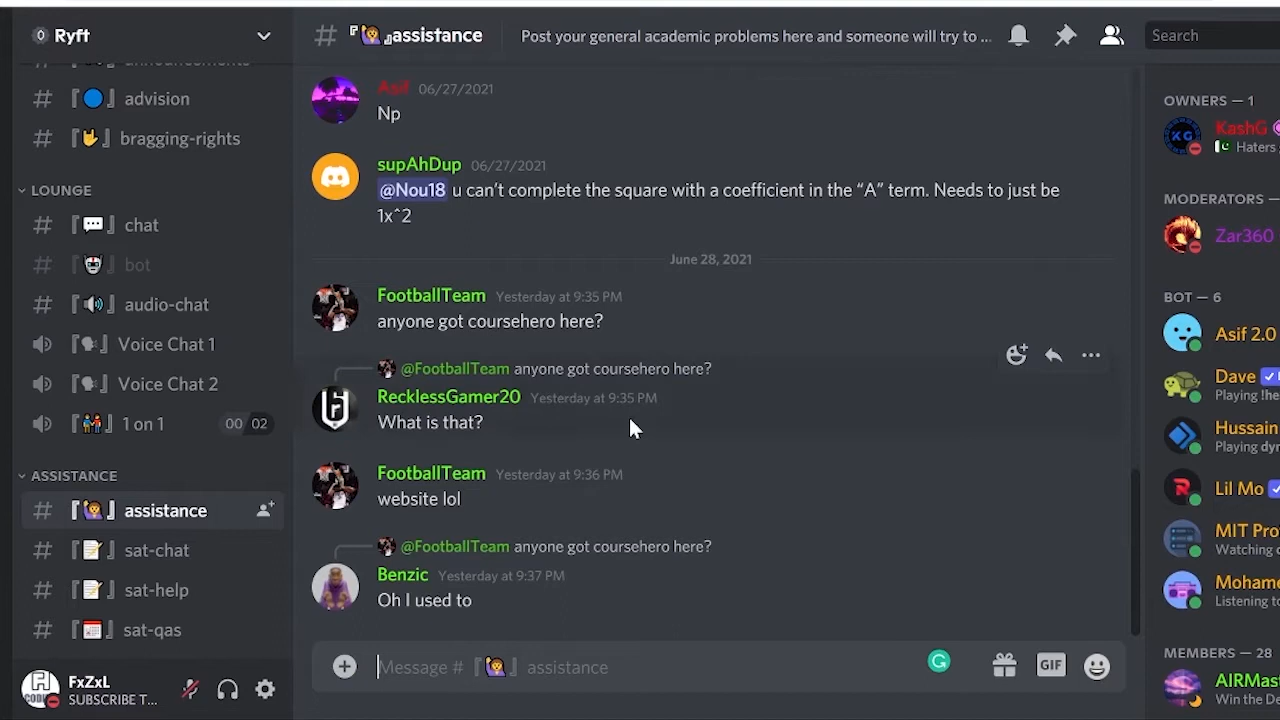 Ryft
announcements
# 『🔵』 advision
# 『🤟』 bragging-rights
LOUNGE
# 『💬』 chat
# 『🤖』 bot
# 『🔊』 audio-chat
『🗣』 Voice Chat 1
『🗣』 Voice Chat 2
『👬』 1 on 1 00 02
ASSISTANCE
# 『🙋』 assistance
# 『📝』 sat-chat
# 『📝』 sat-help
# 『📅』 sat-qas
FxZxL
SUBSCRIBE T...
# 『🙋』assistance Post your general academic problems here and someone will try to ...
Search
Asif 06/27/2021
Np
supAhDup 06/27/2021
@Nou18 u can't complete the square with a coefficient in the “A” term. Needs to just be
1x^2
June 28, 2021
FootballTeam Yesterday at 9:35 PM
anyone got coursehero here?
@FootballTeam anyone got coursehero here?
RecklessGamer20 Yesterday at 9:35 PM
What is that?
FootballTeam Yesterday at 9:36 PM
website lol
@FootballTeam anyone got coursehero here?
Benzic Yesterday at 9:37 PM
Oh I used to
Message # 『🙋』 assistance
GIF
OWNERS — 1
KG
KashG
Haters
MODERATORS —
Zar360
BOT — 6
Asif 2.0
Dave
Playing !he
Hussain
Playing dyn
Lil Mo
MIT Pro
Watching
Mohame
Listening to
MEMBERS — 28
AIRMas
Win the De